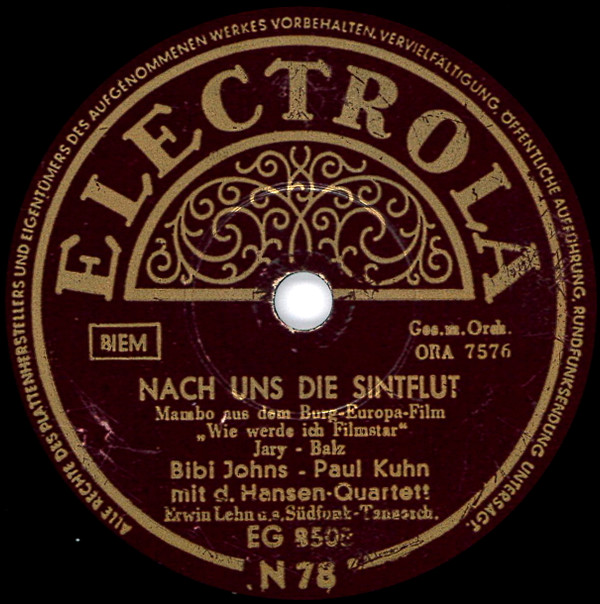 ALLE RECHTE DES PLATTENHERSTELLERS UND EIGENTÜMERS DES AUFGENOMMENEN WERKES VORBEHALTEN. VERVIELFÄLTIGUNG, ÖFFENTLICHE AUFFÜHRUNG, RUNDFUNKSENDUNG UNTERSAGT.
ELECTROLA
BIEM
Ges.m.Orch.
ORA 7576
NACH UNS DIE SINTFLUT
Mambo aus dem Burg-Europa-Film
„Wie werde ich Filmstar“
Jary - Balz
Bibi Johns - Paul Kuhn
mit d. Hansen-Quartett
Erwin Lehn u.s. Südfunk-Tanzorch.
EG
N 78